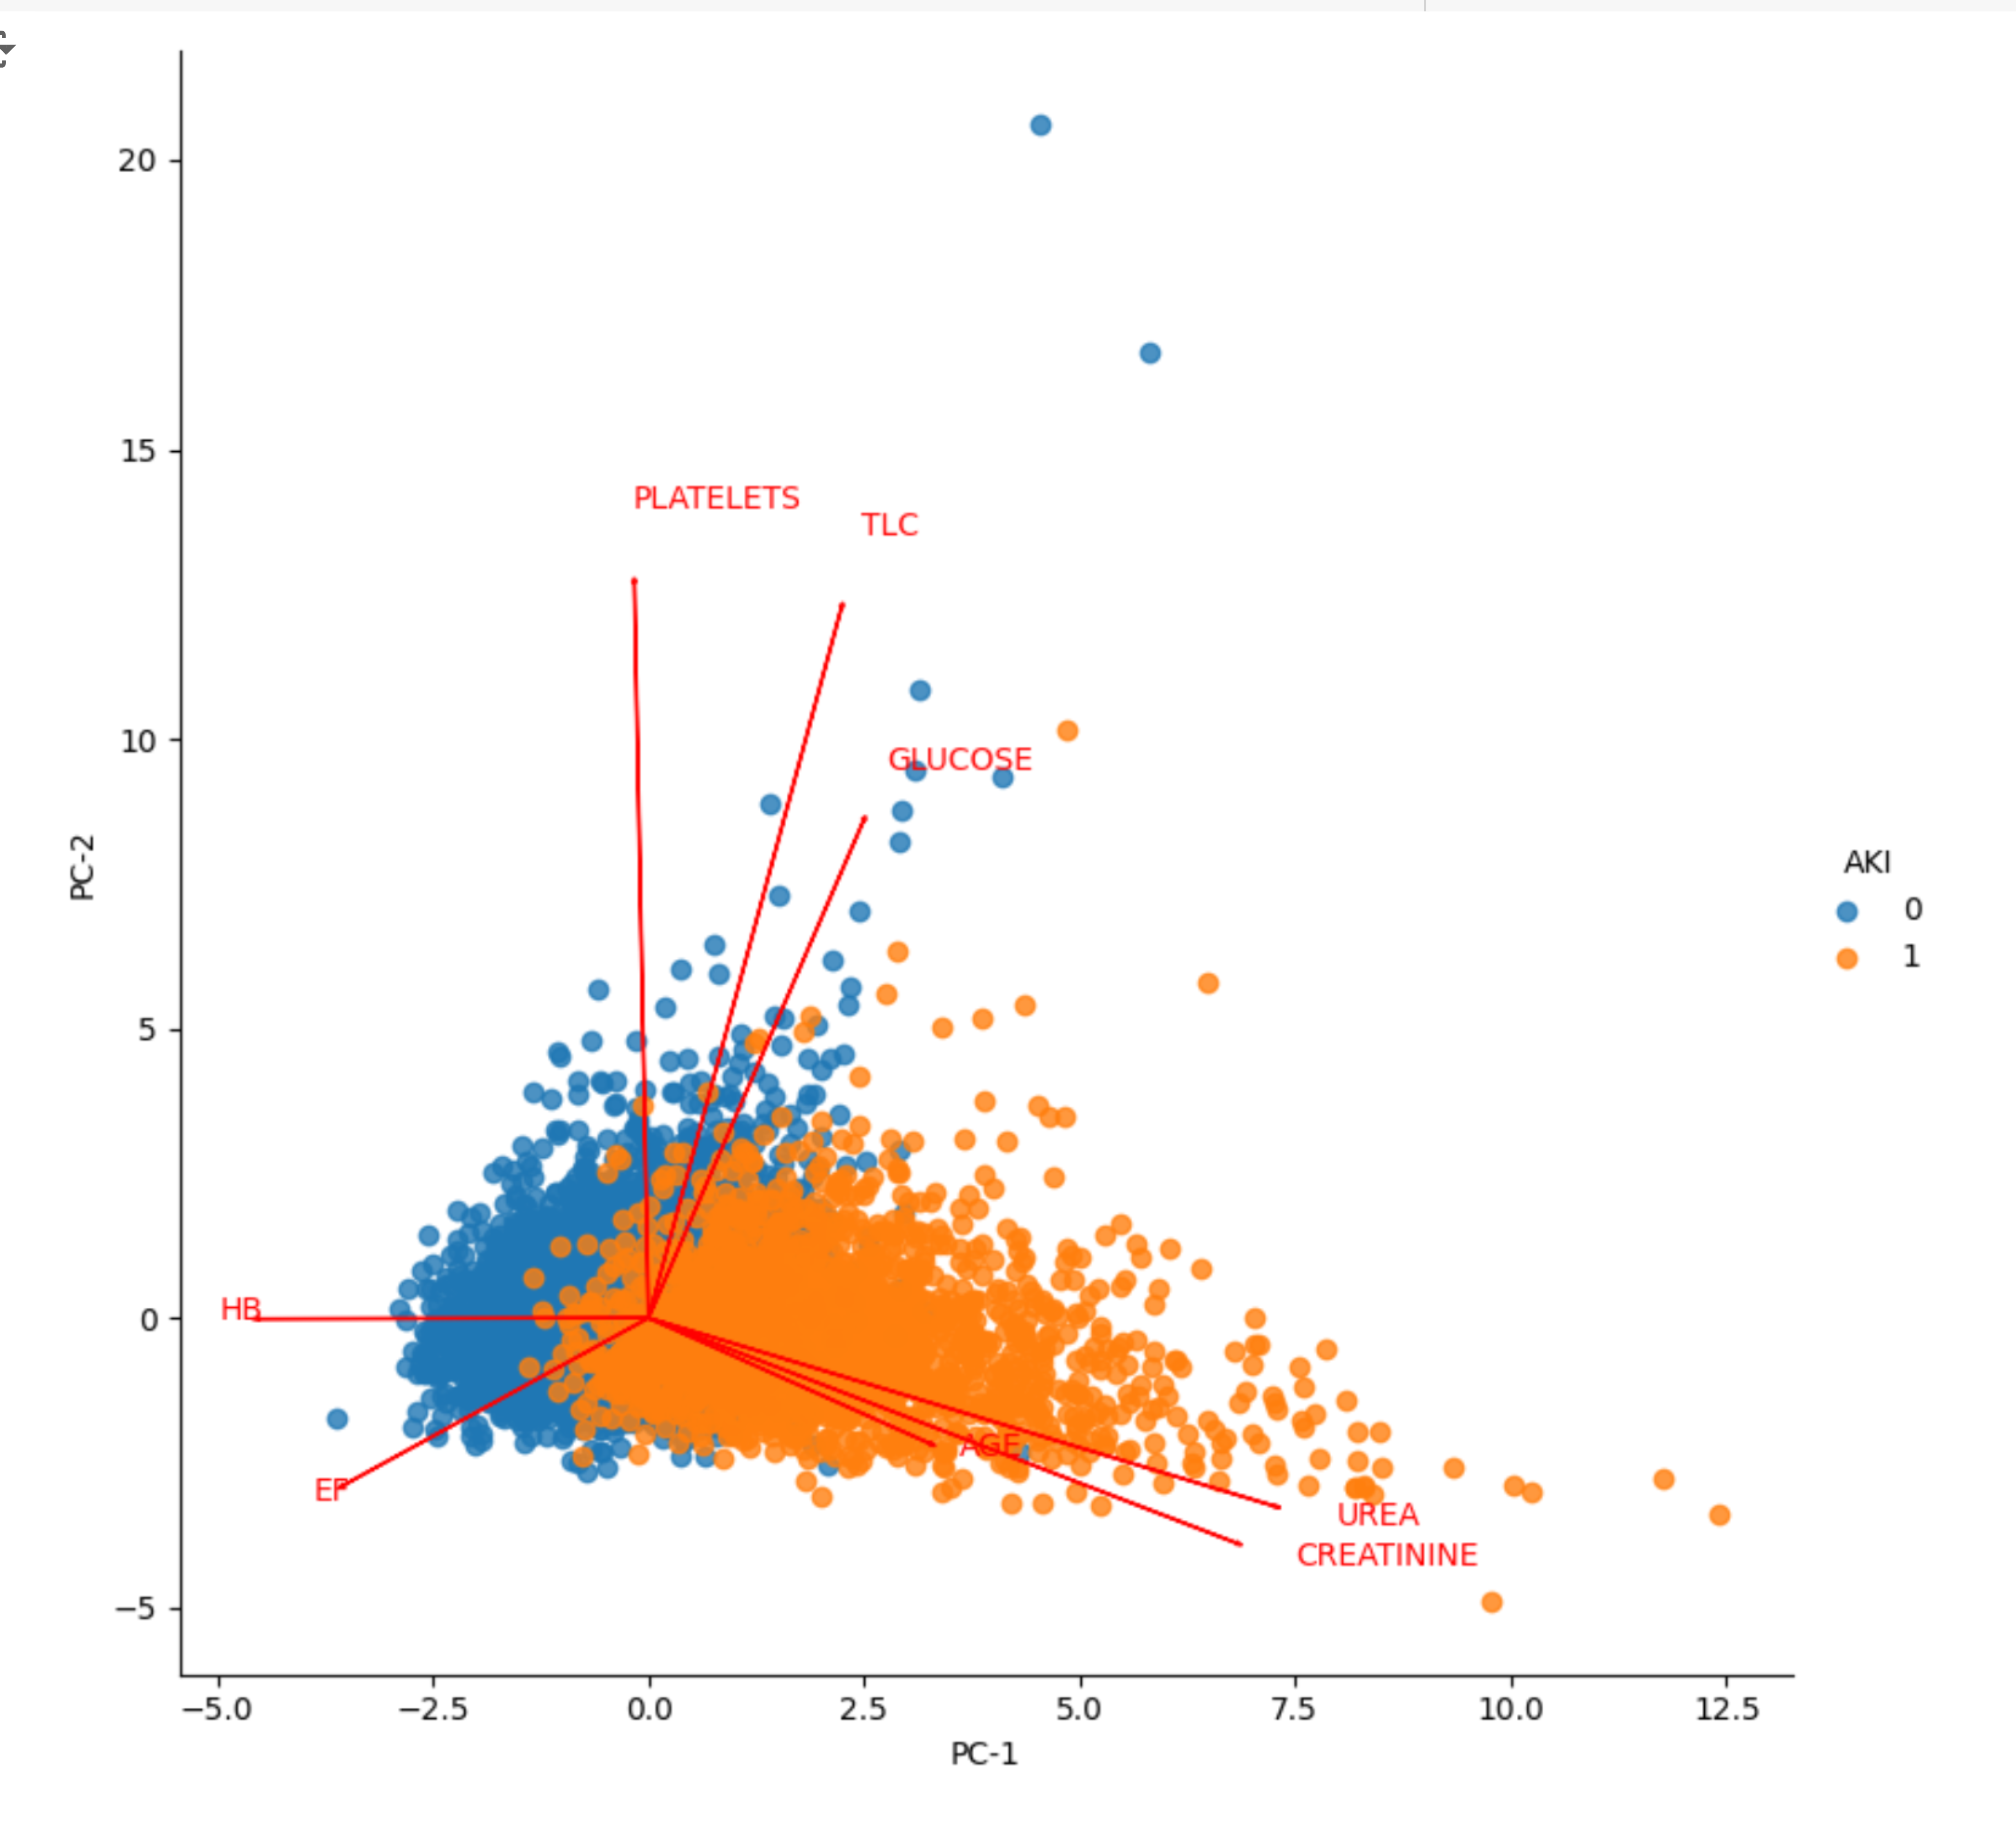 20
PLATELETS
TLC
15
10
GLUCOSE
PC-2
AKI
0
1
5
HB
0
AGE
EF
UREA
CREATININE
−5
−5.0 −2.5 0.0 2.5 5.0 7.5 10.0 12.5
PC-1